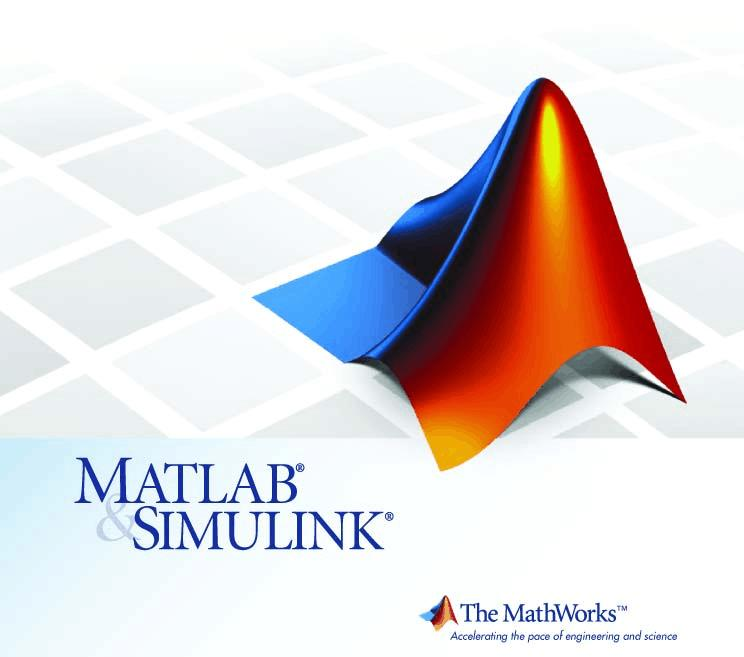 MATLAB®
& SIMULINK®
The MathWorks™
Accelerating the pace of engineering and science